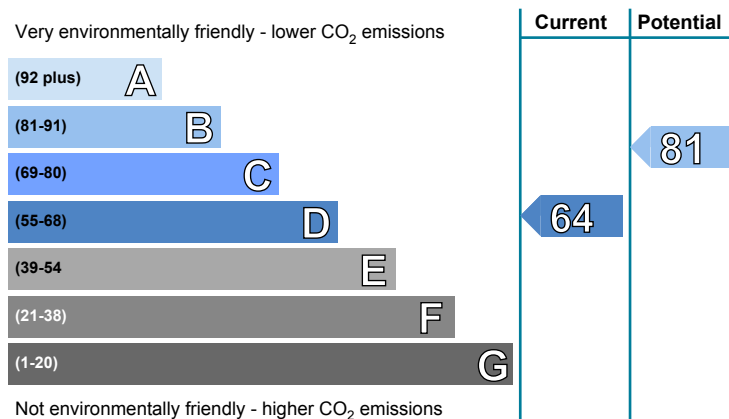 Very environmentally friendly - lower CO2 emissions
Current
Potential
(92 plus) A
(81-91) B
(69-80) C
(55-68) D
(39-54 E
(21-38) F
(1-20) G
81
64
Not environmentally friendly - higher CO2 emissions